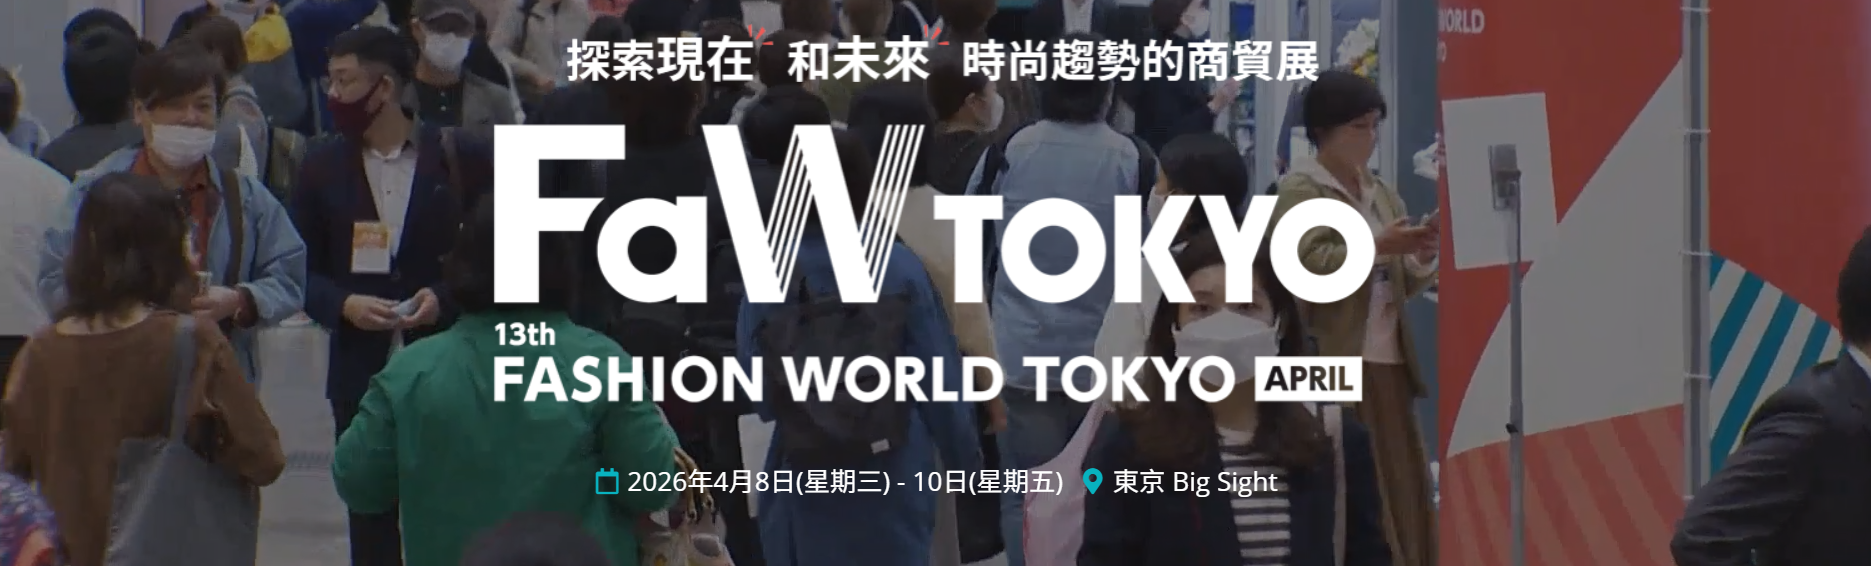 探索現在 和未來 時尚趨勢的商貿展
FaW TOKYO
13th
FASHION WORLD TOKYO APRIL
2026年4月8日(星期三) - 10日(星期五) 東京 Big Sight
WORLD